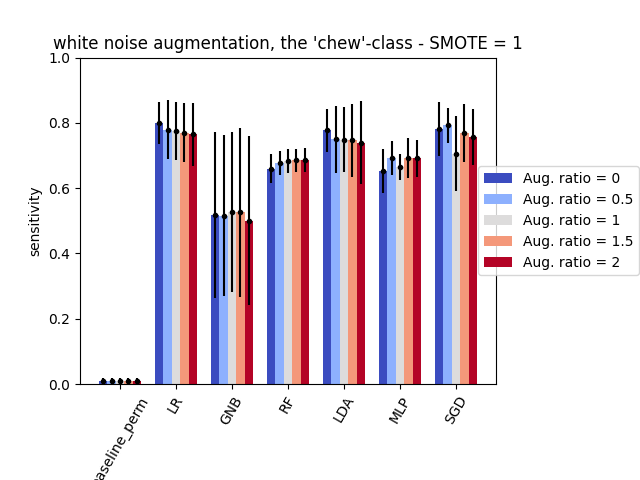 white noise augmentation, the 'chew'-class - SMOTE = 1
1.0
0.8
0.6
0.4
0.2
0.0
sensitivity
LR
GNB
RF
LDA
MLP
SGD
Aug. ratio = 0
Aug. ratio = 0.5
Aug. ratio = 1
Aug. ratio = 1.5
Aug. ratio = 2